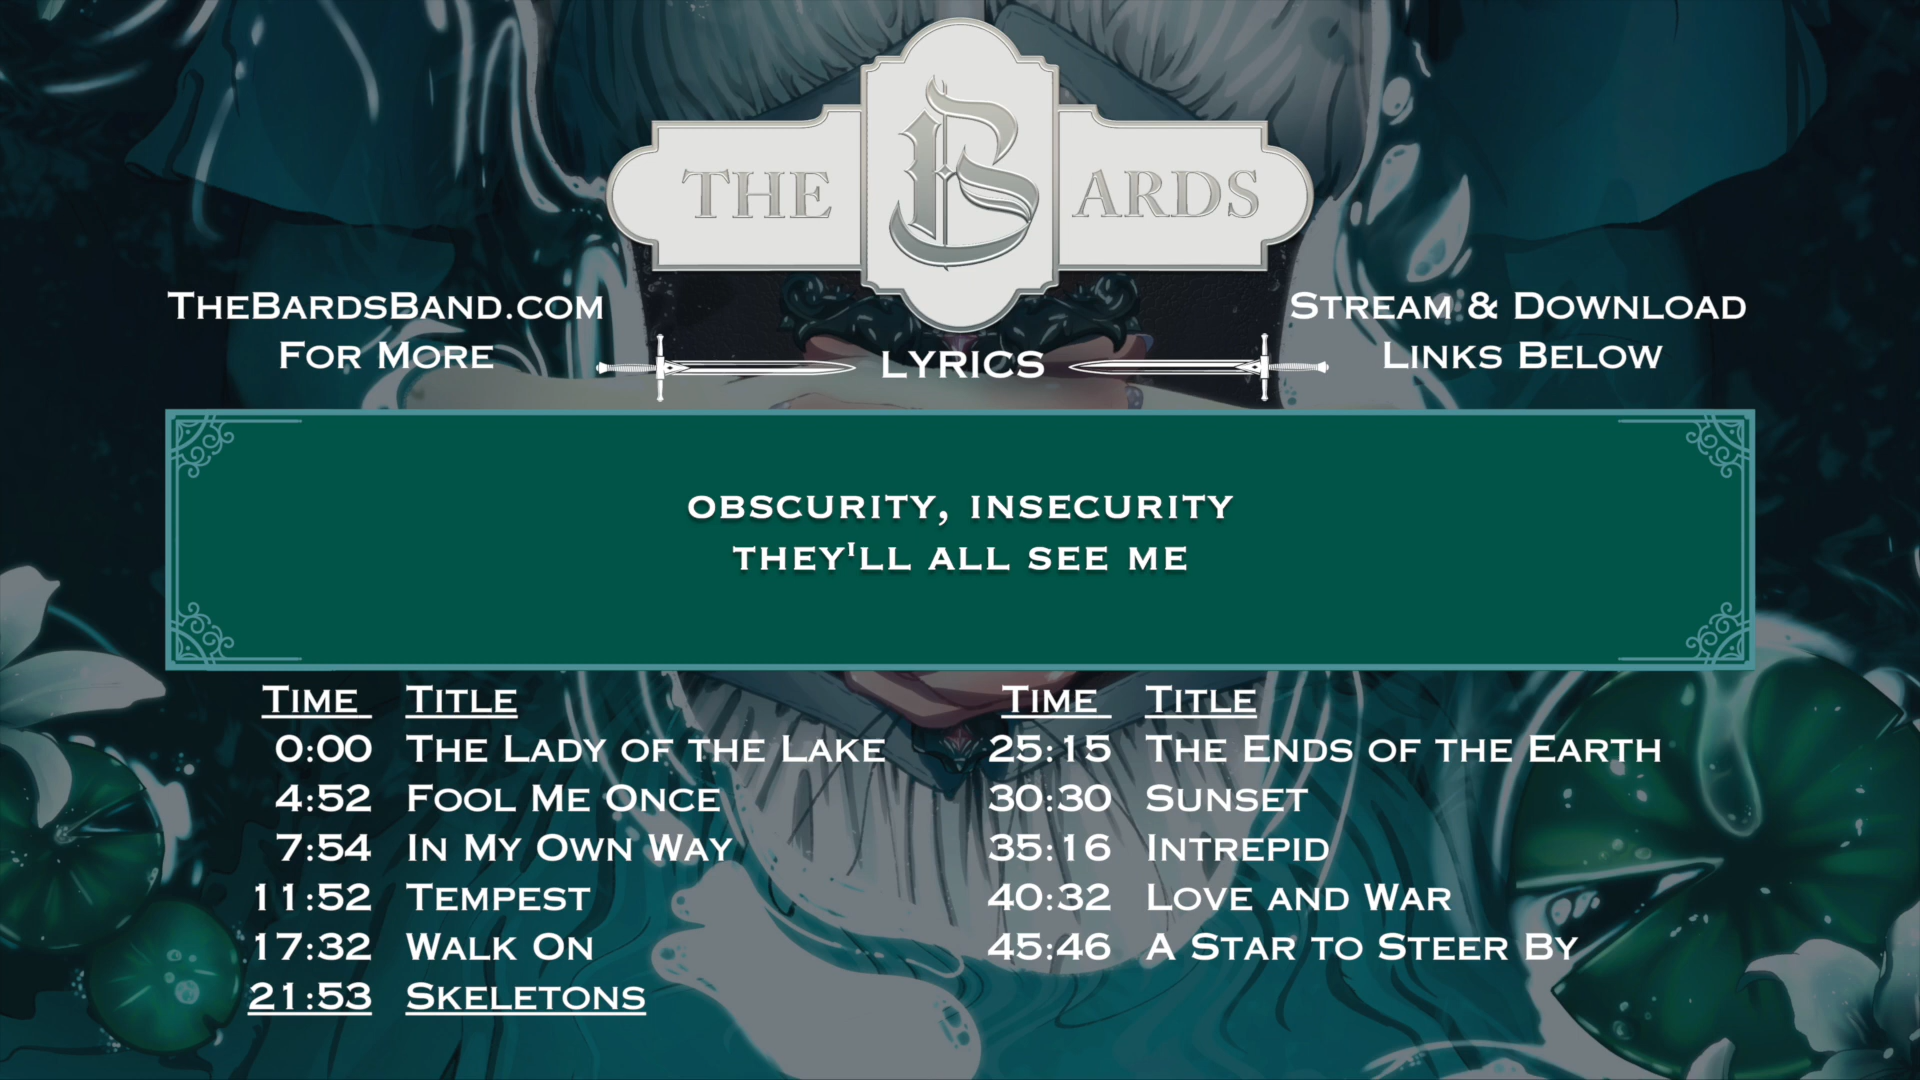 THE BARDS
THEBARDSBAND.COM
FOR MORE
STREAM & DOWNLOAD
LINKS BELOW
LYRICS
OBSCURITY, INSECURITY
THEY'LL ALL SEE ME
TIME TITLE
0:00 THE LADY OF THE LAKE
4:52 FOOL ME ONCE
7:54 IN MY OWN WAY
11:52 TEMPEST
17:32 WALK ON
21:53 SKELETONS
TIME TITLE
25:15 THE ENDS OF THE EARTH
30:30 SUNSET
35:16 INTREPID
40:32 LOVE AND WAR
45:46 A STAR TO STEER BY